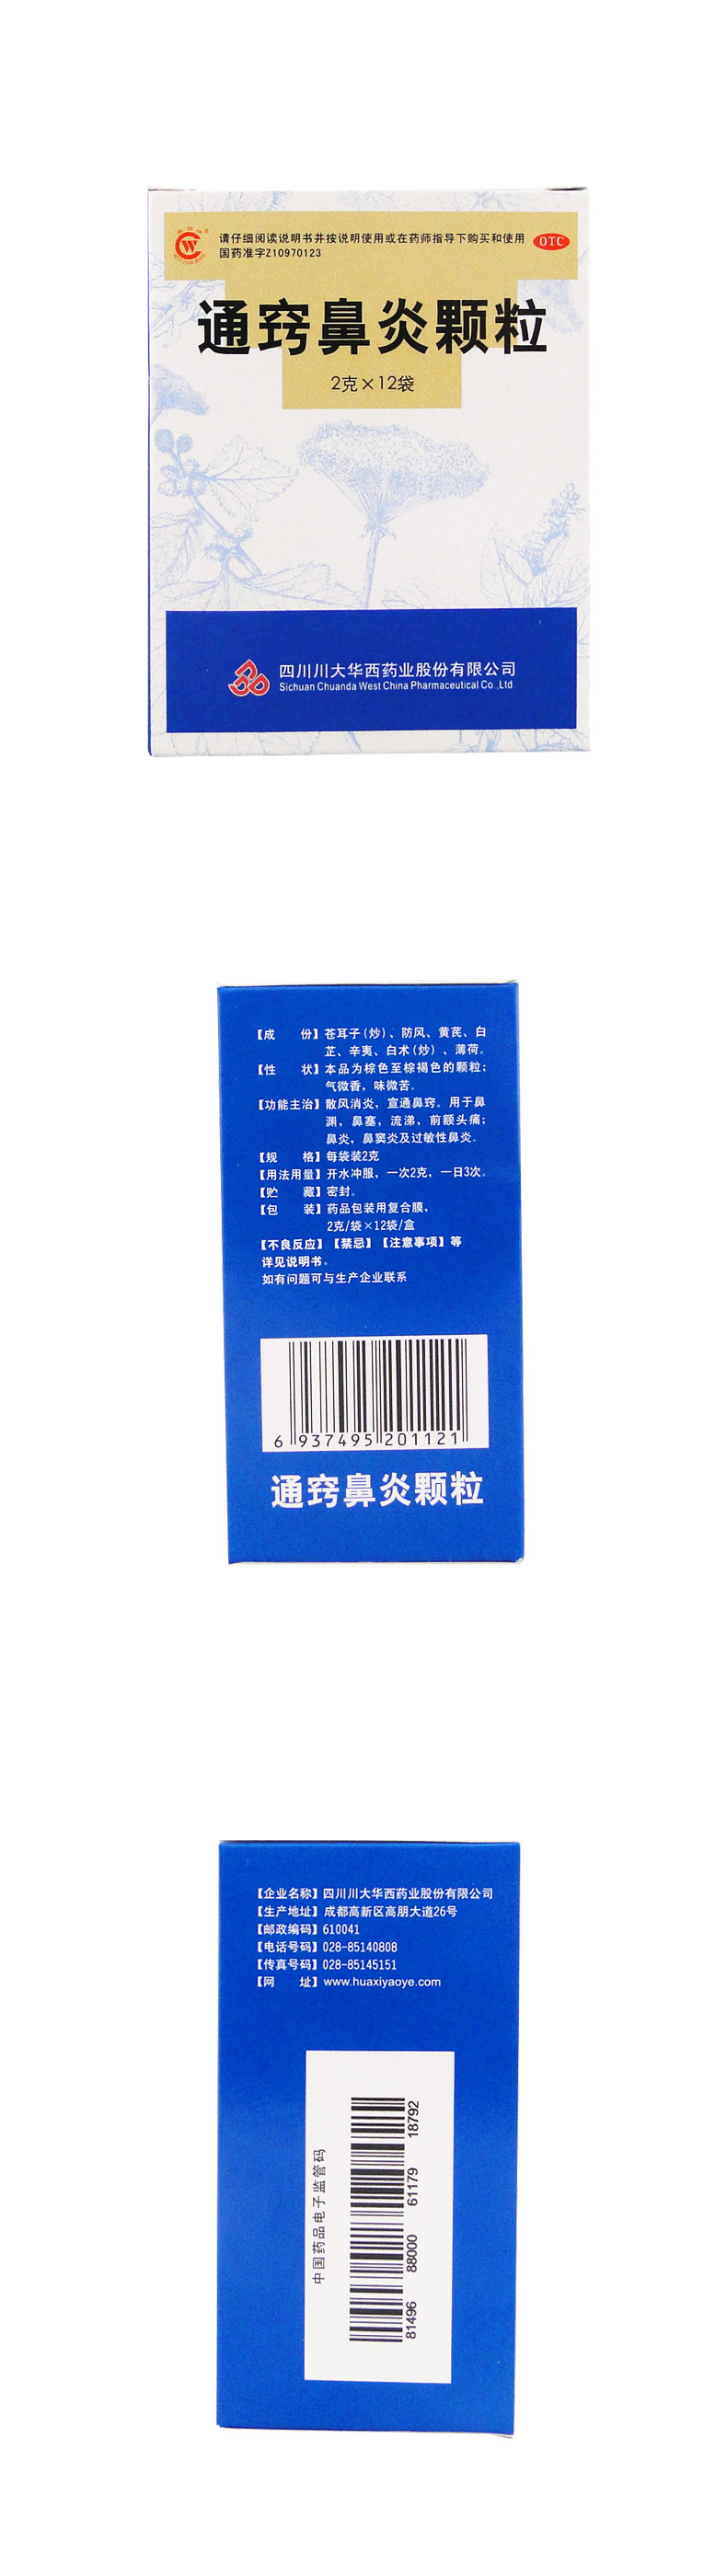 请仔细阅读说明书并按说明使用或在药师指导下购买和使用
国药准字Z10970123
OTC
通窍鼻炎颗粒
2克×12袋
四川川大华西药业股份有限公司
Sichuan Chuanda West China Pharmaceutical Co.,Ltd.
【成 份】苍耳子(炒)、防风、黄芪、白
芷、辛夷、白术(炒)、薄荷。
【性 状】本品为棕色至棕褐色的颗粒；
气微香，味微苦。
【功能主治】散风消炎，宣通鼻窍。用于鼻
渊，鼻塞，流涕，前额头痛；
鼻炎，鼻窦炎及过敏性鼻炎。
【规 格】每袋装2克
【用法用量】开水冲服，一次2克，一日3次。
【贮 藏】密封。
【包 装】药品包装用复合膜，
2克/袋×12袋/盒
【不良反应】【禁忌】【注意事项】等
详见说明书。
如有问题可与生产企业联系
6 937495 201121
通窍鼻炎颗粒
【企业名称】四川川大华西药业股份有限公司
【生产地址】成都高新区高朋大道26号
【邮政编码】610041
【电话号码】028-85140808
【传真号码】028-85145151
【网 址】www.huaxiyaoye.com
中国药品电子监管码
81496 88000 61179 18792